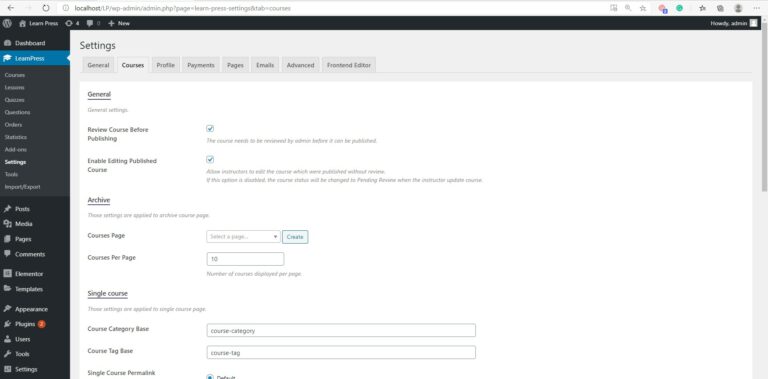 localhost/LP/wp-admin/admin.php?page=learn-press-settings&tab=courses
Learn Press 4 0 New
Howdy, admin
Dashboard
LearnPress
Courses
Lessons
Quizzes
Questions
Orders
Statistics
Add-ons
Settings
Tools
Import/Export
Posts
Media
Pages
Comments
Elementor
Templates
Appearance
Plugins 2
Users
Tools
Settings
Settings
General Courses Profile Payments Pages Emails Advanced Frontend Editor
General
General settings.
Review Course Before
Publishing
The course needs to be reviewed by admin before it can be published.
Enable Editing Published
Course
Allow instructors to edit the course which were published without review.
If this option is disabled, the course status will be changed to Pending Review when the instructor update course.
Archive
Those settings are applied to archive course page.
Courses Page Select a page... Create
Courses Per Page 10
Number of courses displayed per page.
Single course
Those settings are applied to single course page.
Course Category Base course-category
Course Tag Base course-tag
Single Course Permalink Default